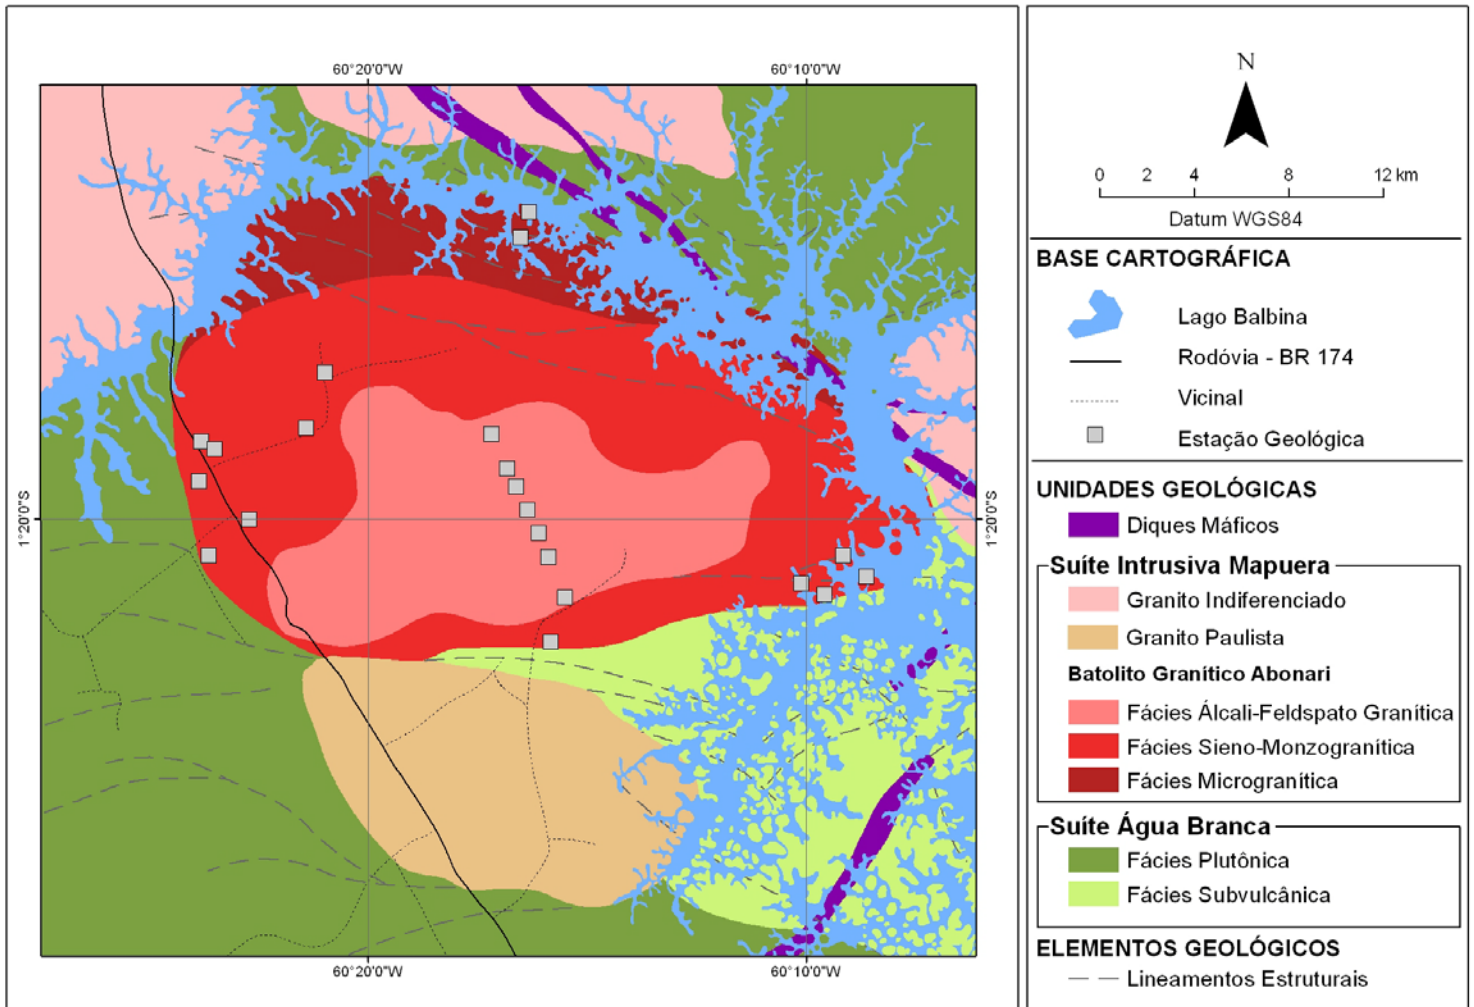 60°20'0"W
60°10'0"W
1°20'0"S
1°20'0"S
60°20'0"W
60°10'0"W
N
0 2 4 8 12 km
Datum WGS84
BASE CARTOGRÁFICA
Lago Balbina
Rodóvia - BR 174
Vicinal
Estação Geológica
UNIDADES GEOLÓGICAS
Diques Máficos
Suíte Intrusiva Mapuera
Granito Indiferenciado
Granito Paulista
Batolito Granítico Abonari
Fácies Álcali-Feldspato Granítica
Fácies Sieno-Monzogranítica
Fácies Microgranítica
Suíte Água Branca
Fácies Plutônica
Fácies Subvulcânica
ELEMENTOS GEOLÓGICOS
Lineamentos Estruturais